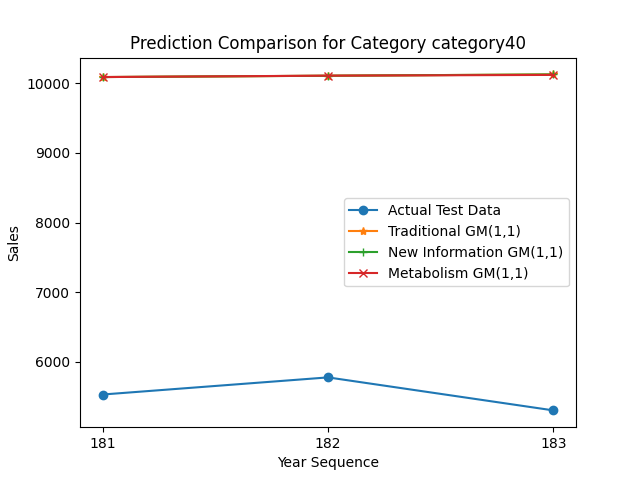 Prediction Comparison for Category category40
10000
9000
8000
7000
6000
Sales
Actual Test Data
Traditional GM(1,1)
New Information GM(1,1)
Metabolism GM(1,1)
181
182
183
Year Sequence